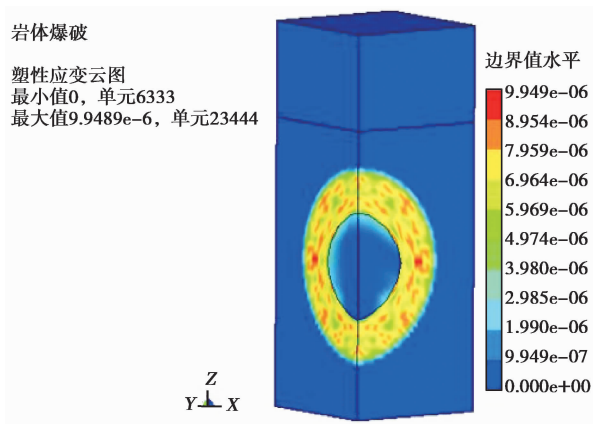 岩体爆破
塑性应变云图
最小值0，单元6333
最大值9.9489e-6，单元23444
边界值水平
9.949e-06
8.954e-06
7.959e-06
6.964e-06
5.969e-06
4.974e-06
3.980e-06
2.985e-06
1.990e-06
9.949e-07
0.000e+00
Z
Y X